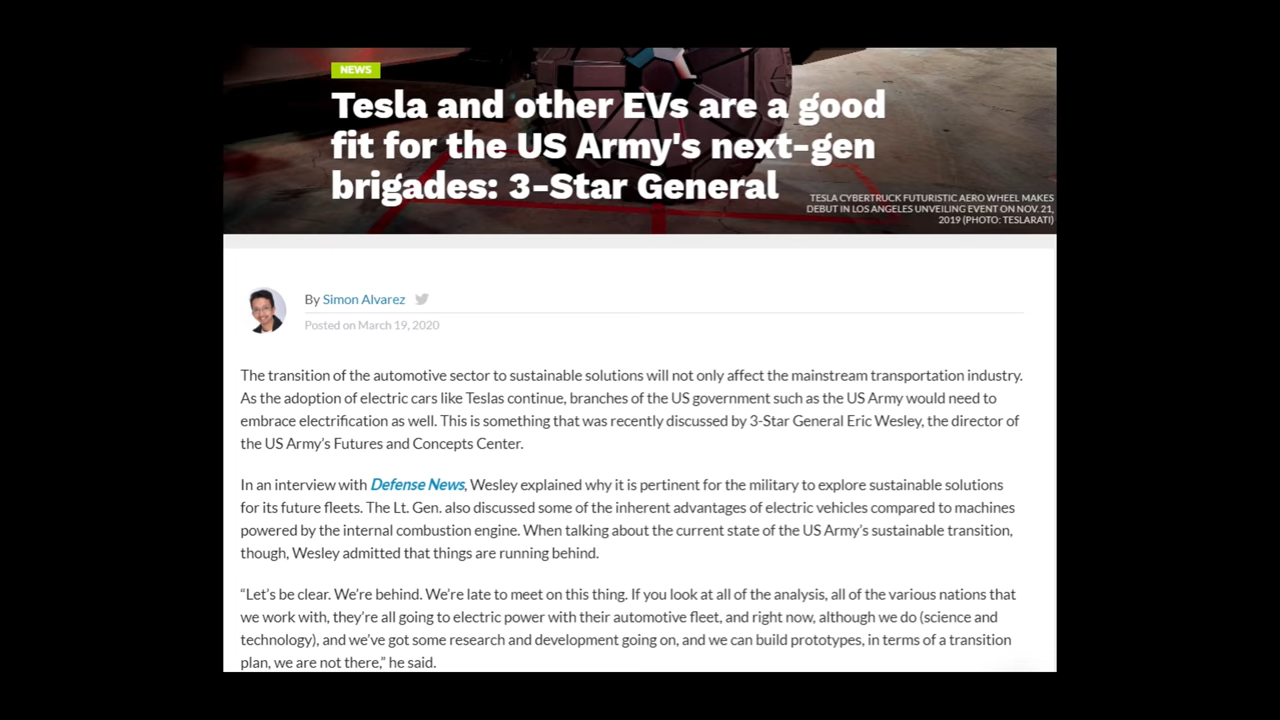 NEWS
Tesla and other EVs are a good
fit for the US Army's next-gen
brigades: 3-Star General
TESLA CYBERTRUCK FUTURISTIC AERO WHEEL MAKES
DEBUT IN LOS ANGELES UNVEILING EVENT ON NOV. 21,
2019 (PHOTO: TESLARATI)
By Simon Alvarez
Posted on March 19, 2020
The transition of the automotive sector to sustainable solutions will not only affect the mainstream transportation industry.
As the adoption of electric cars like Teslas continue, branches of the US government such as the US Army would need to
embrace electrification as well. This is something that was recently discussed by 3-Star General Eric Wesley, the director of
the US Army’s Futures and Concepts Center.
In an interview with Defense News, Wesley explained why it is pertinent for the military to explore sustainable solutions
for its future fleets. The Lt. Gen. also discussed some of the inherent advantages of electric vehicles compared to machines
powered by the internal combustion engine. When talking about the current state of the US Army’s sustainable transition,
though, Wesley admitted that things are running behind.
“Let’s be clear. We’re behind. We’re late to meet on this thing. If you look at all of the analysis, all of the various nations that
we work with, they’re all going to electric power with their automotive fleet, and right now, although we do (science and
technology), and we’ve got some research and development going on, and we can build prototypes, in terms of a transition
plan, we are not there,” he said.